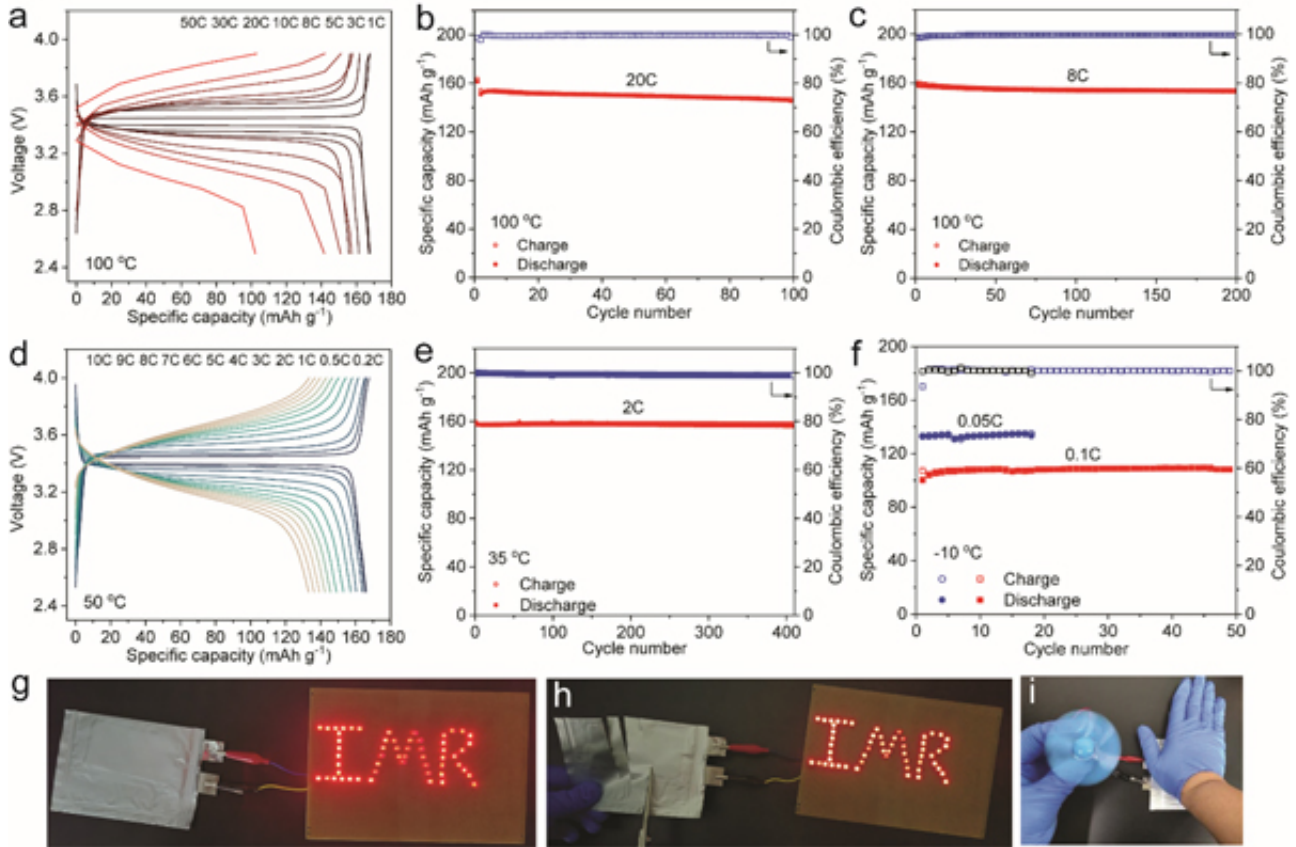 a
50C 30C 20C 10C 8C 5C 3C 1C
4.0
3.6
3.2
2.8
2.4
Voltage (V)
100 °C
0 20 40 60 80 100 120 140 160 180
Specific capacity (mAh g⁻¹)
b
200
160
120
80
40
0
Specific capacity (mAh g⁻¹)
20C
100 °C
Charge
Discharge
100
80
60
40
20
0
Coulombic efficiency (%)
0 20 40 60 80 100
Cycle number
c
200
160
120
80
40
0
Specific capacity (mAh g⁻¹)
8C
100 °C
Charge
Discharge
100
80
60
40
20
0
Coulombic efficiency (%)
0 50 100 150 200
Cycle number
d
10C 9C 8C 7C 6C 5C 4C 3C 2C 1C 0.5C 0.2C
4.0
3.6
3.2
2.8
2.4
Voltage (V)
50 °C
0 20 40 60 80 100 120 140 160 180
Specific capacity (mAh g⁻¹)
e
200
160
120
80
40
0
Specific capacity (mAh g⁻¹)
2C
35 °C
Charge
Discharge
100
80
60
40
20
0
Coulombic efficiency (%)
0 100 200 300 400
Cycle number
f
200
180
160
140
120
100
80
60
40
20
0
Specific capacity (mAh g⁻¹)
0.05C
0.1C
-10 °C
Charge
Discharge
100
80
60
40
20
0
Coulombic efficiency (%)
0 10 20 30 40 50
Cycle number
g
IMR
h
IMR
i